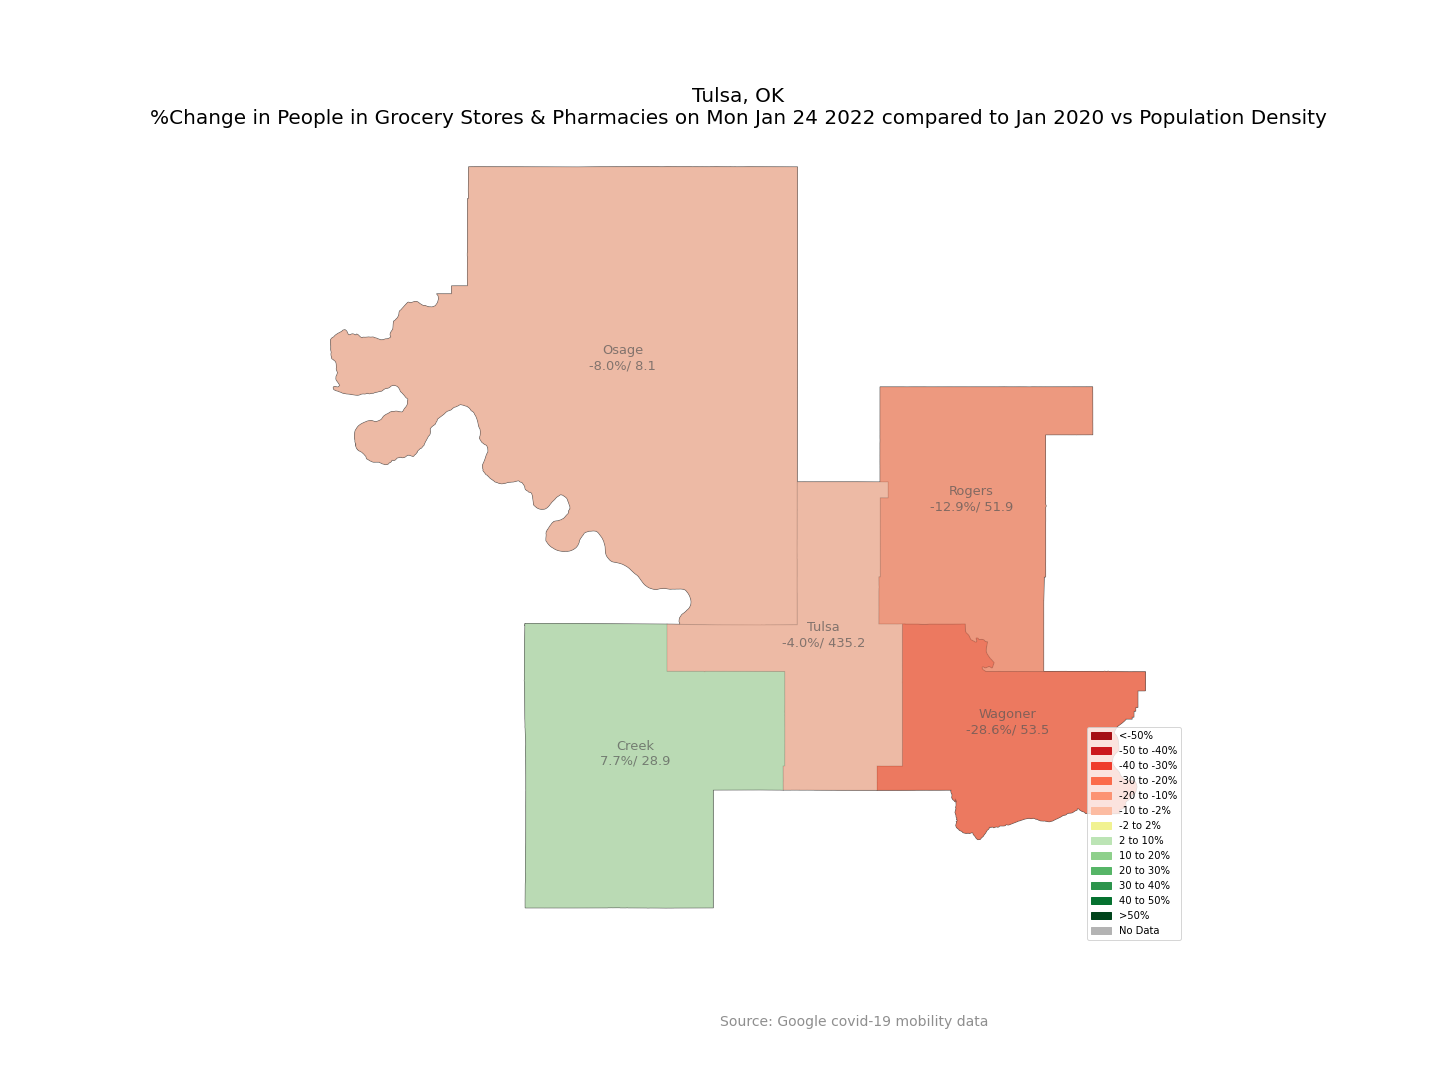 Tulsa, OK
%Change in People in Grocery Stores & Pharmacies on Mon Jan 24 2022 compared to Jan 2020 vs Population Density
Osage
-8.0%/ 8.1
Rogers
-12.9%/ 51.9
Tulsa
-4.0%/ 435.2
Wagoner
-28.6%/ 53.5
Creek
7.7%/ 28.9
<-50%
-50 to -40%
-40 to -30%
-30 to -20%
-20 to -10%
-10 to -2%
-2 to 2%
2 to 10%
10 to 20%
20 to 30%
30 to 40%
40 to 50%
>50%
No Data
Source: Google covid-19 mobility data